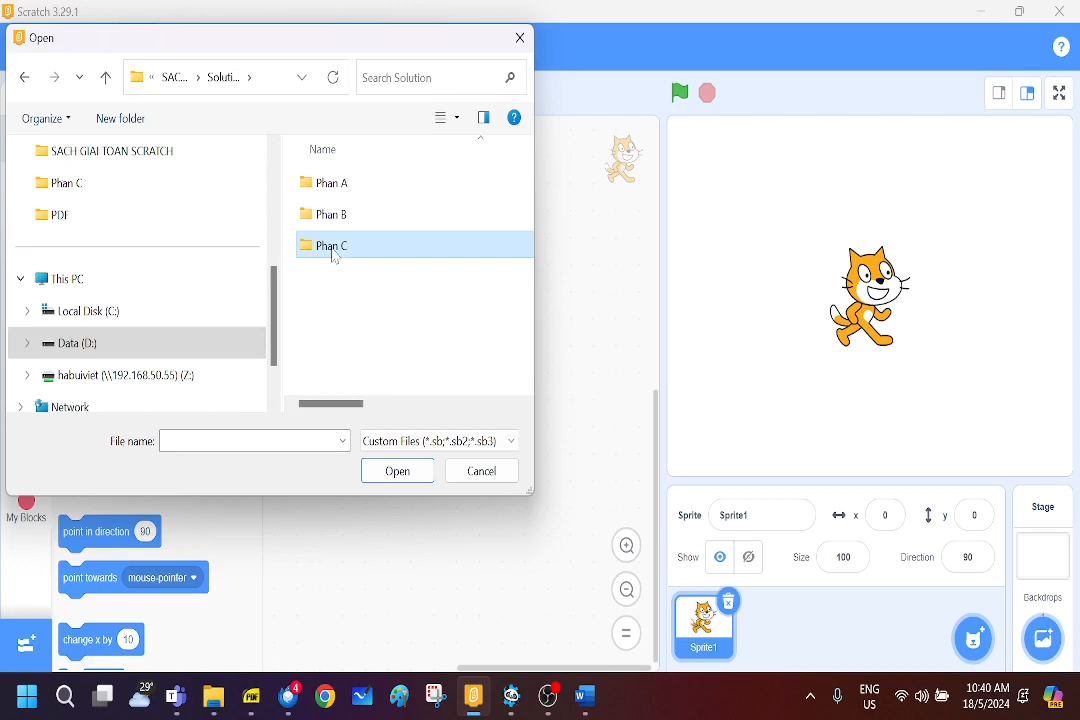 Scratch 3.29.1
Open
« SAC... › Soluti... ›
Search Solution
Organize
New folder
SACH GIAI TOAN SCRATCH
Phan C
PDF
This PC
Local Disk (C:)
Data (D:)
habuiviet (\\192.168.50.55) (Z:)
Network
Name
Phan A
Phan B
Phan C
File name:
Custom Files (*.sb;*.sb2;*.sb3)
Open
Cancel
My Blocks
point in direction 90
point towards mouse-pointer
change x by 10
Sprite
Sprite1
x
0
y
0
Show
Size
100
Direction
90
Sprite1
Stage
Backdrops
1
29°
PDF
4
ENG
US
10:40 AM
18/5/2024
PRE